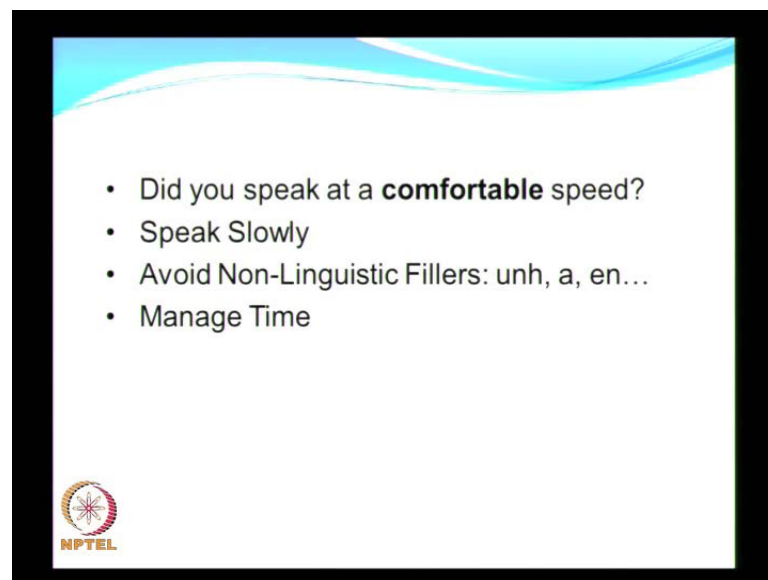 • Did you speak at a comfortable speed?
• Speak Slowly
• Avoid Non-Linguistic Fillers: unh, a, en…
• Manage Time
NPTEL